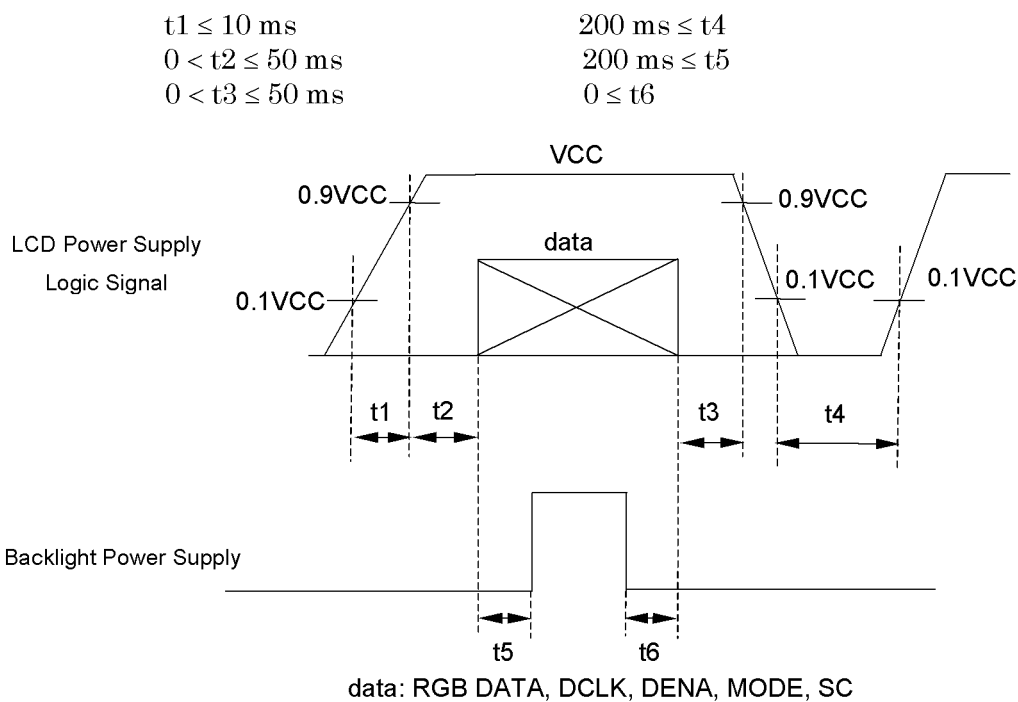 t1 ≤ 10 ms
200 ms ≤ t4
0 < t2 ≤ 50 ms
200 ms ≤ t5
0 < t3 ≤ 50 ms
0 ≤ t6
VCC
0.9VCC
0.9VCC
LCD Power Supply
Logic Signal
data
0.1VCC
0.1VCC
0.1VCC
t1
t2
t3
t4
Backlight Power Supply
t5
t6
data: RGB DATA, DCLK, DENA, MODE, SC